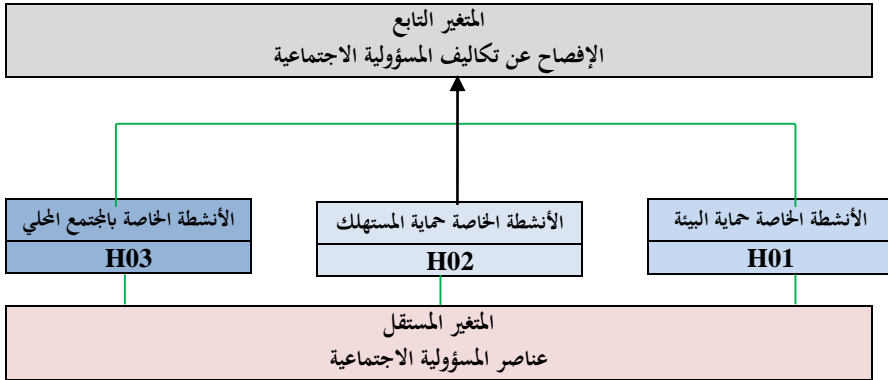 المتغير التابع
الإفصاح عن تكاليف المسؤولية الاجتماعية
الأنشطة الخاصة حماية البيئة
H01
الأنشطة الخاصة حماية المستهلك
H02
الأنشطة الخاصة بالمجتمع المحلي
H03
المتغير المستقل
عناصر المسؤولية الاجتماعية